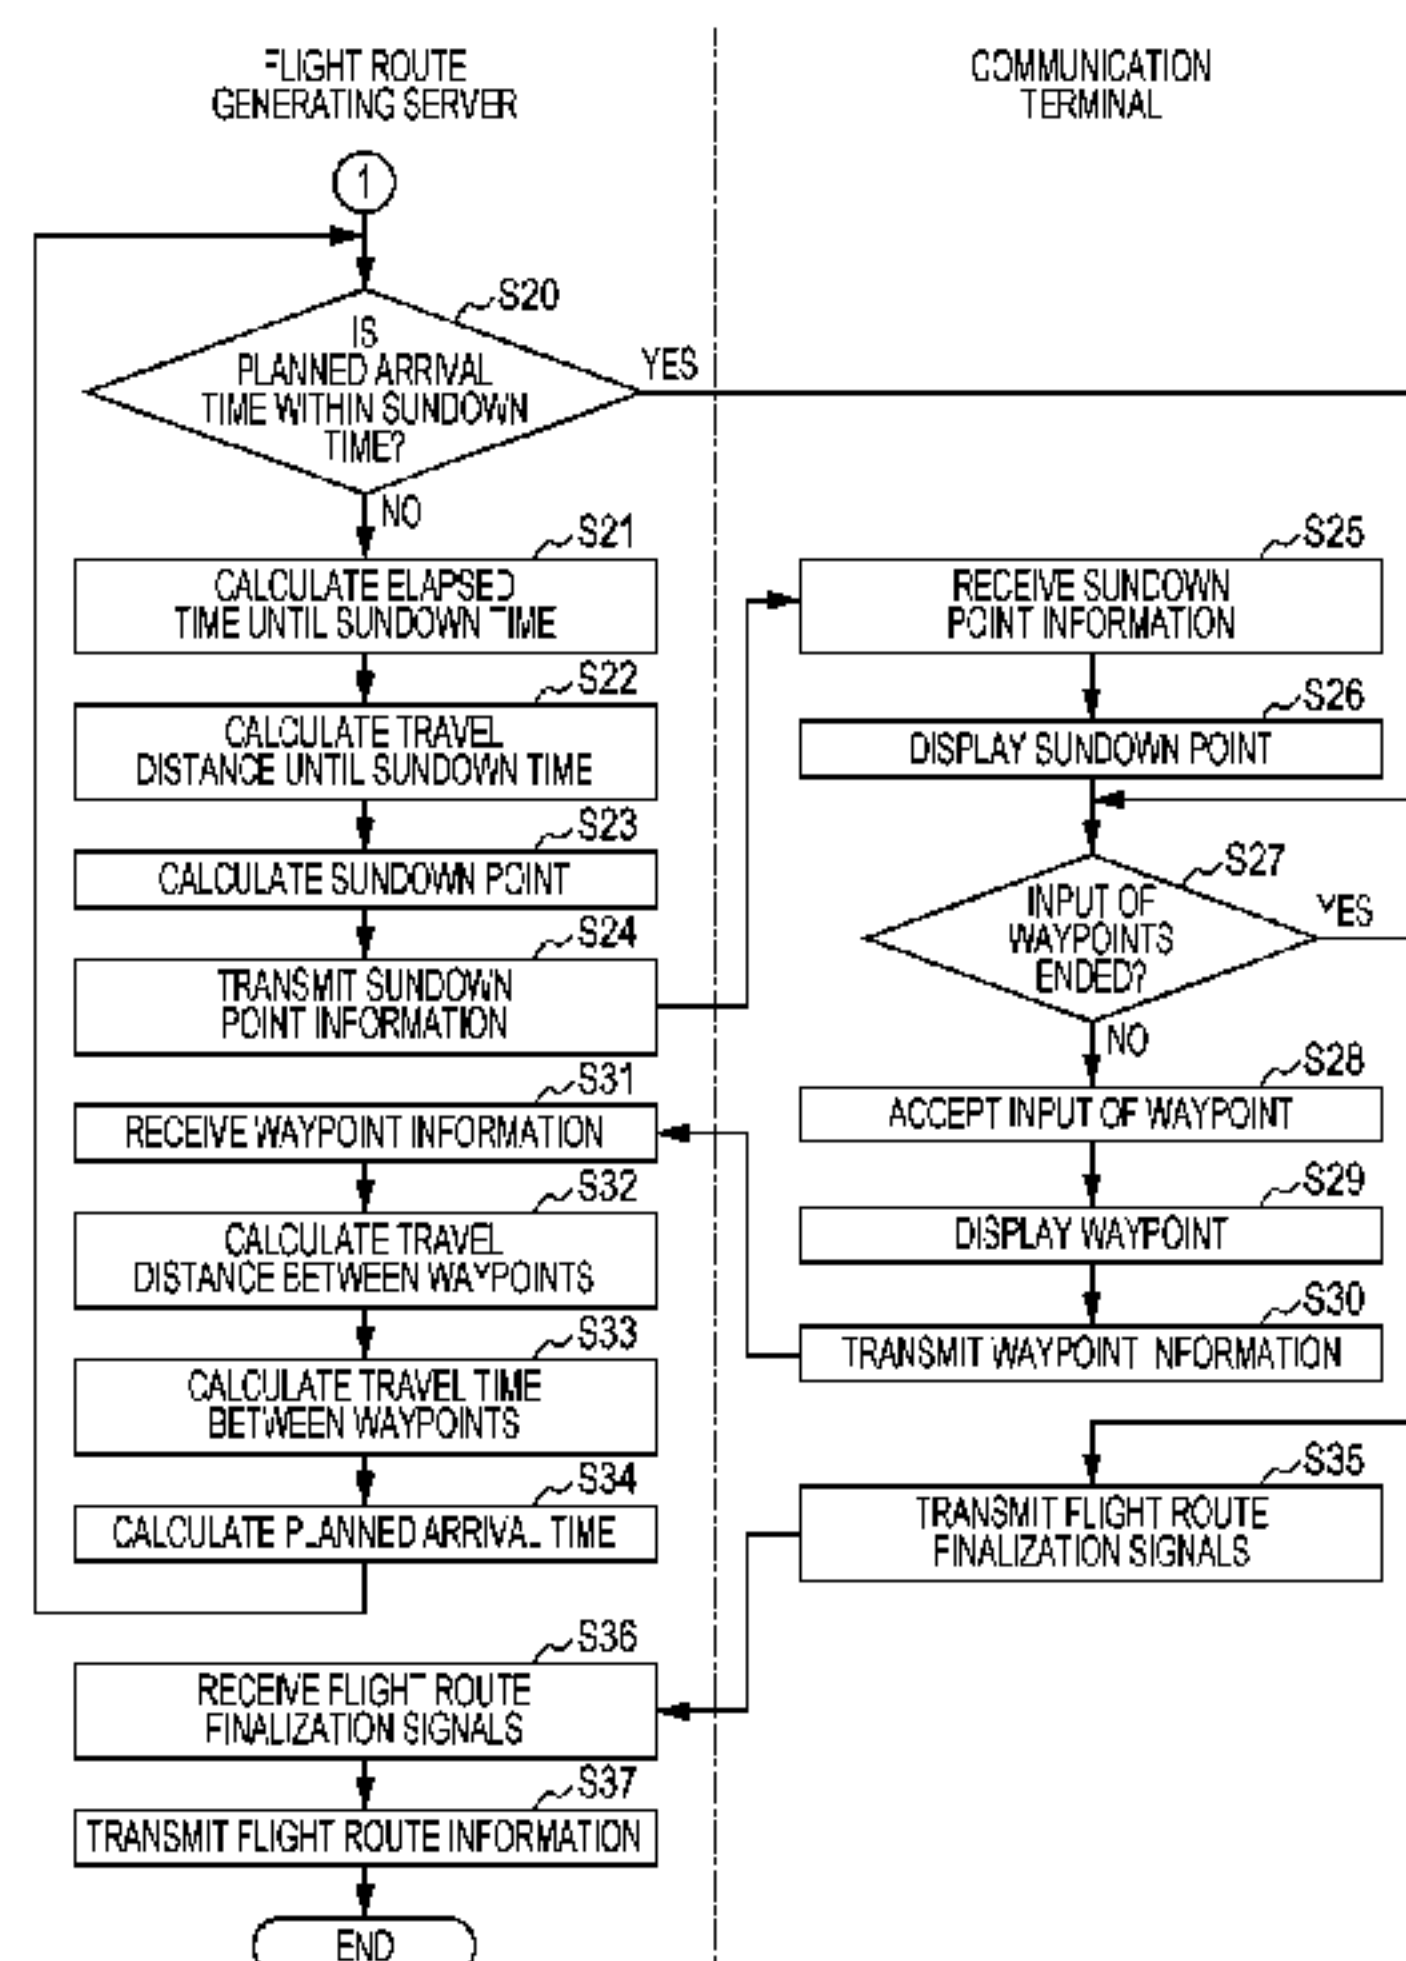 FLIGHT ROUTE
GENERATING SERVER
COMMUNICATION
TERMINAL
1
S20
IS
PLANNED ARRIVAL
TIME WITHIN SUNDOWN
TIME?
YES
NO
S21
CALCULATE ELAPSED
TIME UNTIL SUNDOWN TIME
S22
CALCULATE TRAVEL
DISTANCE UNTIL SUNDOWN TIME
S23
CALCULATE SUNDOWN POINT
S24
TRANSMIT SUNDOWN
POINT INFORMATION
S25
RECEIVE SUNDOWN
POINT INFORMATION
S26
DISPLAY SUNDOWN POINT
S27
INPUT OF
WAYPOINTS
ENDED?
YES
NO
S28
ACCEPT INPUT OF WAYPOINT
S29
DISPLAY WAYPOINT
S30
TRANSMIT WAYPOINT INFORMATION
S31
RECEIVE WAYPOINT INFORMATION
S32
CALCULATE TRAVEL
DISTANCE BETWEEN WAYPOINTS
S33
CALCULATE TRAVEL TIME
BETWEEN WAYPOINTS
S34
CALCULATE PLANNED ARRIVAL TIME
S35
TRANSMIT FLIGHT ROUTE
FINALIZATION SIGNALS
S36
RECEIVE FLIGHT ROUTE
FINALIZATION SIGNALS
S37
TRANSMIT FLIGHT ROUTE INFORMATION
END